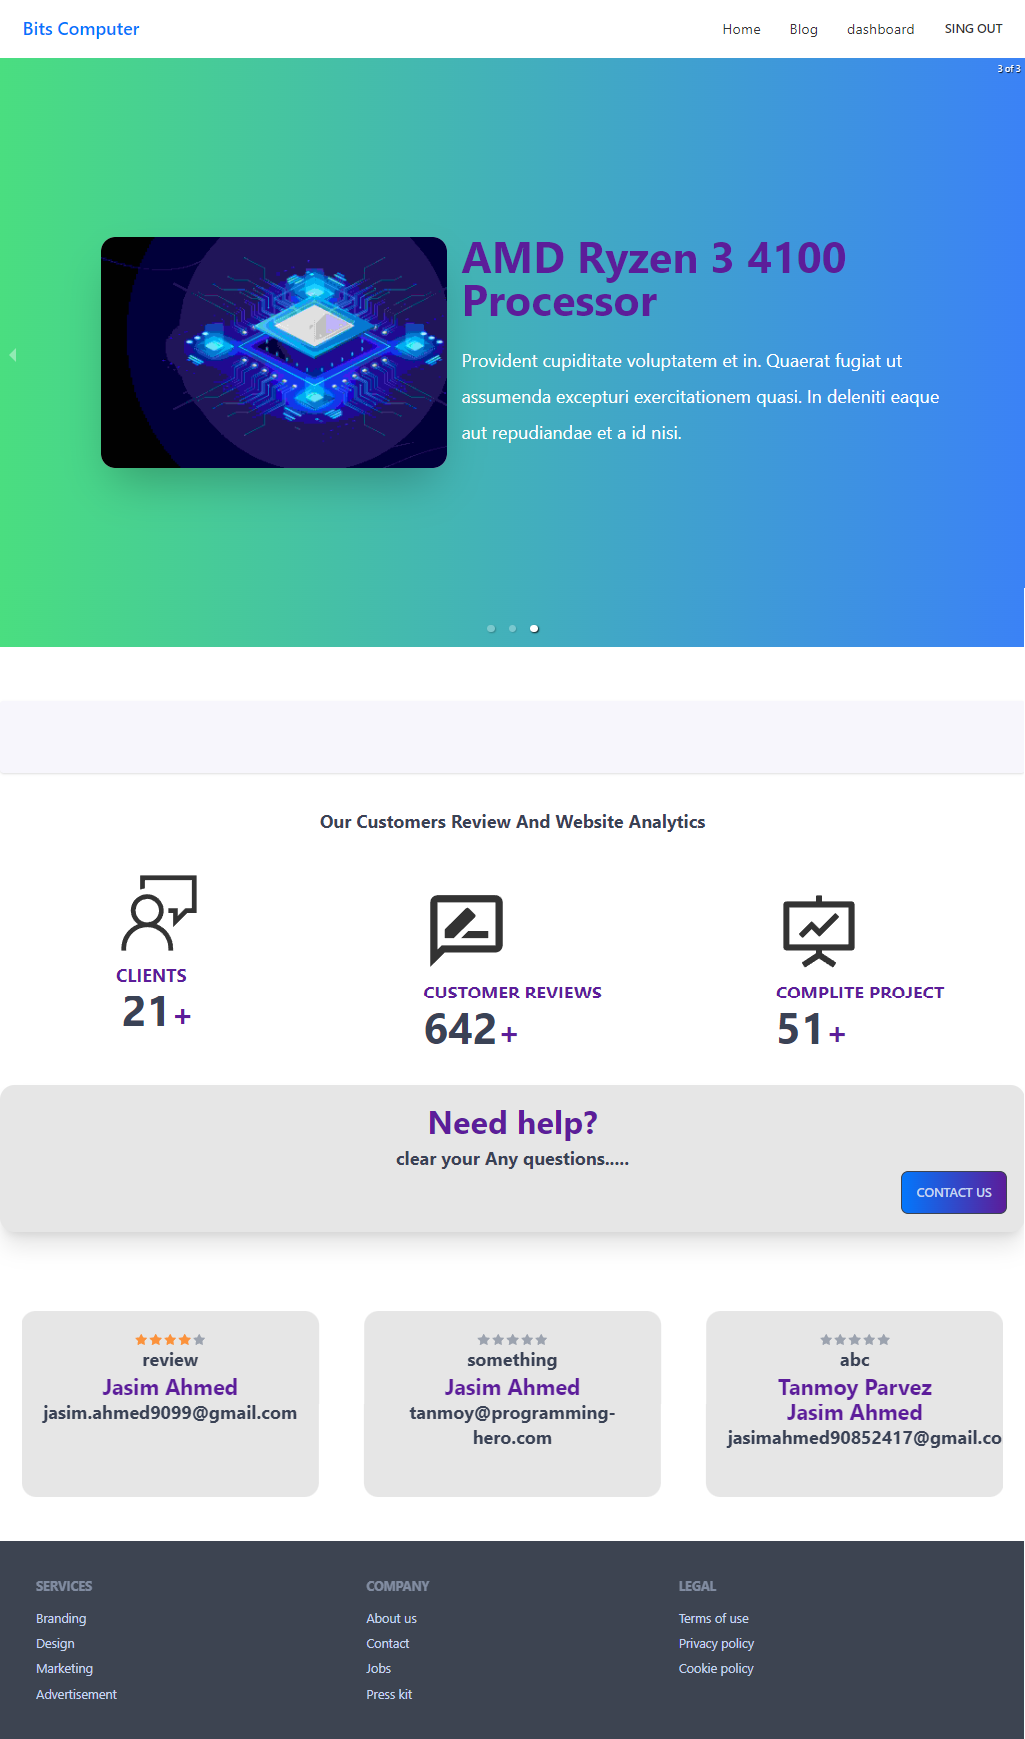 Bits Computer
Home Blog dashboard SING OUT
3 of 3
AMD Ryzen 3 4100
Processor
Provident cupiditate voluptatem et in. Quaerat fugiat ut
assumenda excepturi exercitationem quasi. In deleniti eaque
aut repudiandae et a id nisi.
Our Customers Review And Website Analytics
CLIENTS
21+
CUSTOMER REVIEWS
642+
COMPLITE PROJECT
51+
Need help?
clear your Any questions.....
CONTACT US
review
Jasim Ahmed
jasim.ahmed9099@gmail.com
something
Jasim Ahmed
tanmoy@programming-
hero.com
abc
Tanmoy Parvez
Jasim Ahmed
jasimahmed90852417@gmail.co
SERVICES
Branding
Design
Marketing
Advertisement
COMPANY
About us
Contact
Jobs
Press kit
LEGAL
Terms of use
Privacy policy
Cookie policy